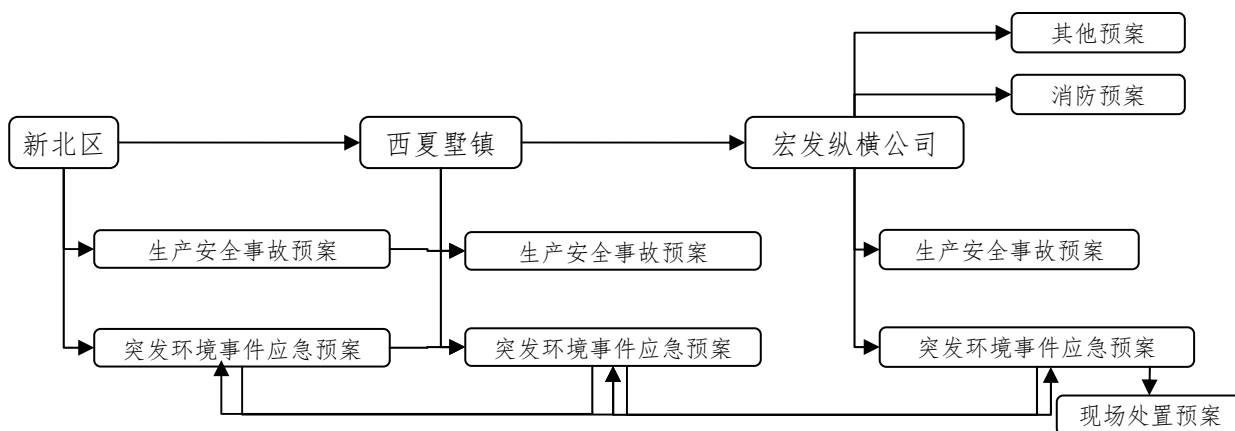 其他预案
消防预案
新北区
西夏墅镇
宏发纵横公司
生产安全事故预案
生产安全事故预案
生产安全事故预案
突发环境事件应急预案
突发环境事件应急预案
突发环境事件应急预案
现场处置预案